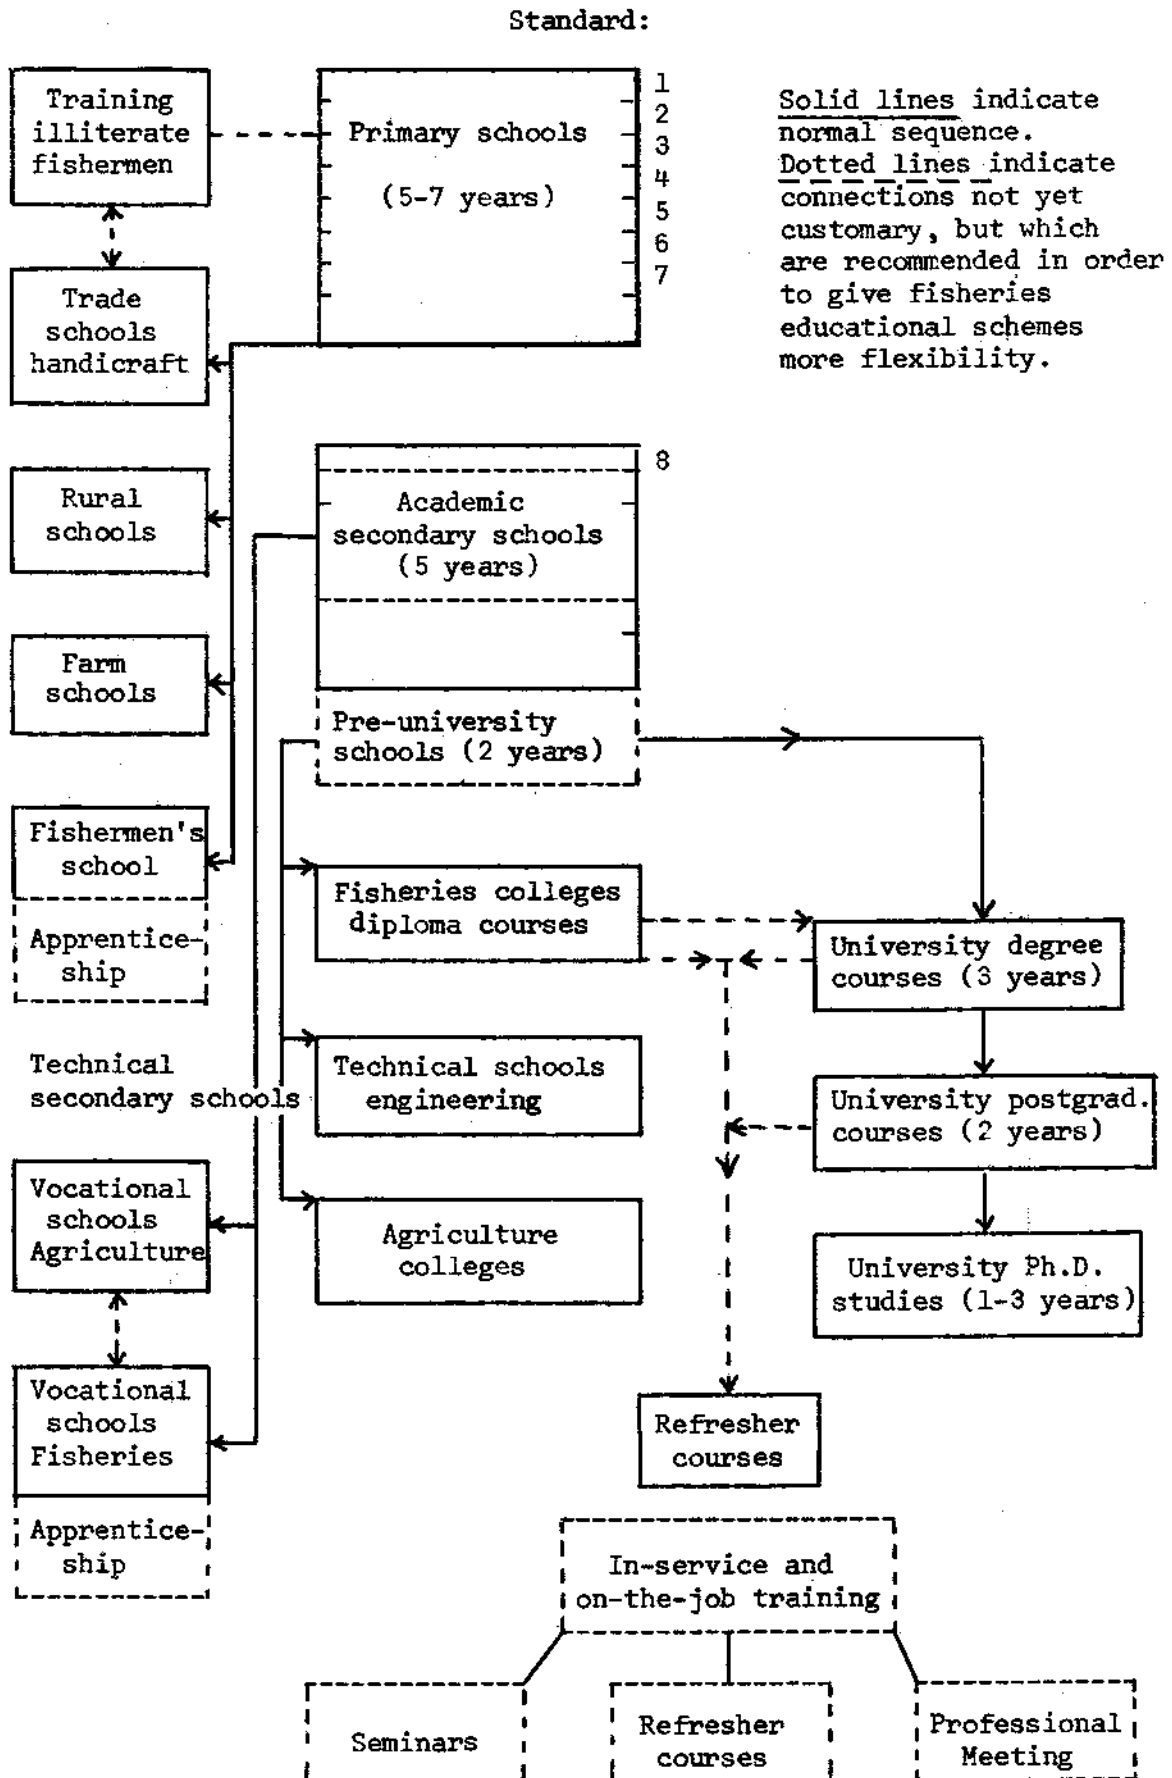 Standard:
Training
illiterate
fishermen
Primary schools
(5-7 years)
1
2
3
4
5
6
7
Solid lines indicate
normal sequence.
Dotted lines indicate
connections not yet
customary, but which
are recommended in order
to give fisheries
educational schemes
more flexibility.
Trade
schools
handicraft
Rural
schools
8
Academic
secondary schools
(5 years)
Farm
schools
Pre-university
schools (2 years)
Fishermen's
school
Apprentice-
ship
Fisheries colleges
diploma courses
University degree
courses (3 years)
Technical
secondary schools
Technical schools
engineering
University postgrad.
courses (2 years)
Vocational
schools
Agriculture
Agriculture
colleges
University Ph.D.
studies (1-3 years)
Vocational
schools
Fisheries
Apprentice-
ship
Refresher
courses
In-service and
on-the-job training
Seminars
Refresher
courses
Professional
Meeting